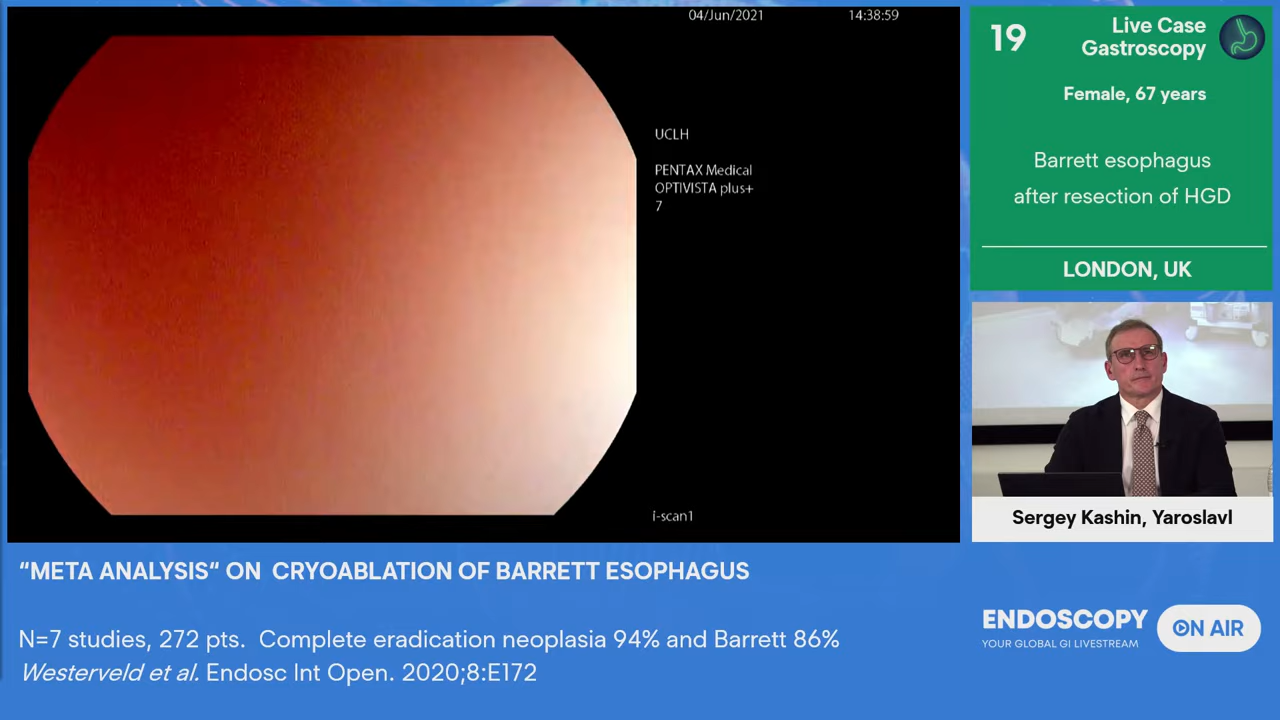 04/Jun/2021 14:38:59
UCLH
PENTAX Medical
OPTIVISTA plus+
7
i-scan1
19
Live Case
Gastroscopy
Female, 67 years
Barrett esophagus
after resection of HGD
LONDON, UK
Sergey Kashin, Yaroslavl
“META ANALYSIS“ ON CRYOABLATION OF BARRETT ESOPHAGUS
N=7 studies, 272 pts. Complete eradication neoplasia 94% and Barrett 86%
Westerveld et al. Endosc Int Open. 2020;8:E172
ENDOSCOPY
YOUR GLOBAL GI LIVESTREAM
ON AIR